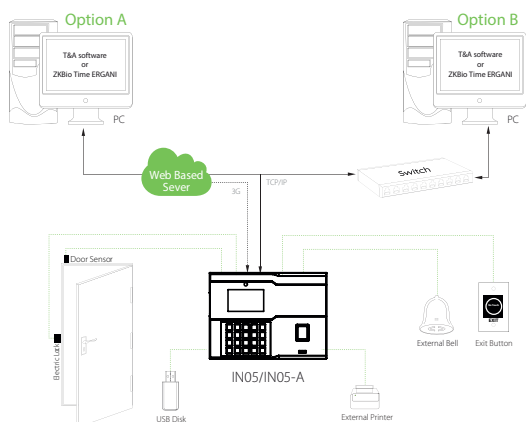 Option A
Option B
T&A software
or
ZKBio Time ERGANI
T&A software
or
ZKBio Time ERGANI
PC
PC
Web Based
Sever
3G
TCP/IP
Switch
Door Sensor
Electric Lock
IN05/IN05-A
External Bell
Exit Button
USB Disk
External Printer